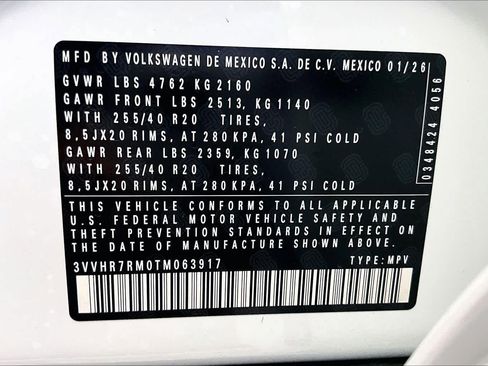 MFD BY VOLKSWAGEN DE MEXICO S.A. DE C.V. MEXICO 01/26
GVWR LBS 4762 KG 2160
GAWR FRONT LBS 2513, KG 1140
WITH 255/40 R20 TIRES,
8,5JX20 RIMS, AT 280 KPA, 41 PSI COLD
GAWR REAR LBS 2359, KG 1070
WITH 255/40 R20 TIRES,
8,5JX20 RIMS, AT 280 KPA, 41 PSI COLD
THIS VEHICLE CONFORMS TO ALL APPLICABLE
U.S. FEDERAL MOTOR VEHICLE SAFETY AND
THEFT PREVENTION STANDARDS IN EFFECT ON THE
DATE OF MANUFACTURE SHOWN ABOVE.
3VVHR7RM0TM063917 TYPE: MPV
0348424 4056